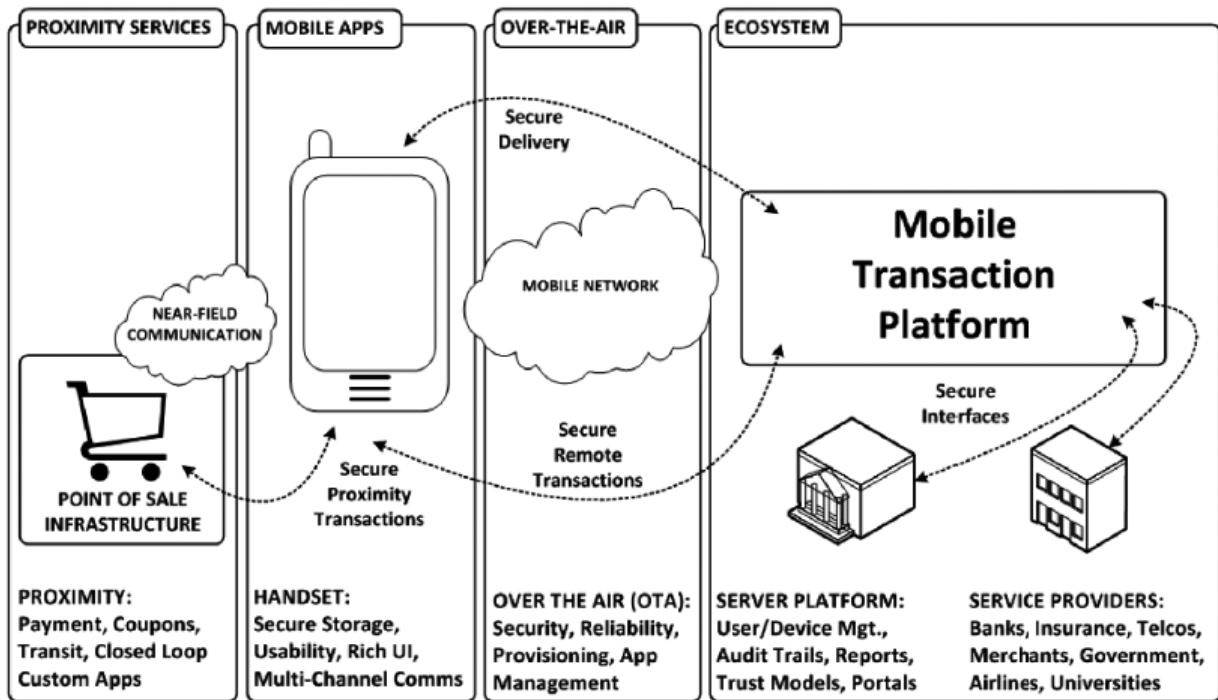 PROXIMITY SERVICES
MOBILE APPS
OVER-THE-AIR
ECOSYSTEM
Secure
Delivery
Mobile
Transaction
Platform
MOBILE NETWORK
NEAR-FIELD
COMMUNICATION
POINT OF SALE
INFRASTRUCTURE
Secure
Proximity
Transactions
Secure
Remote
Transactions
Secure
Interfaces
PROXIMITY:
Payment, Coupons,
Transit, Closed Loop
Custom Apps
HANDSET:
Secure Storage,
Usability, Rich UI,
Multi-Channel Comms
OVER THE AIR (OTA):
Security, Reliability,
Provisioning, App
Management
SERVER PLATFORM:
User/Device Mgt.,
Audit Trails, Reports,
Trust Models, Portals
SERVICE PROVIDERS:
Banks, Insurance, Telcos,
Merchants, Government,
Airlines, Universities